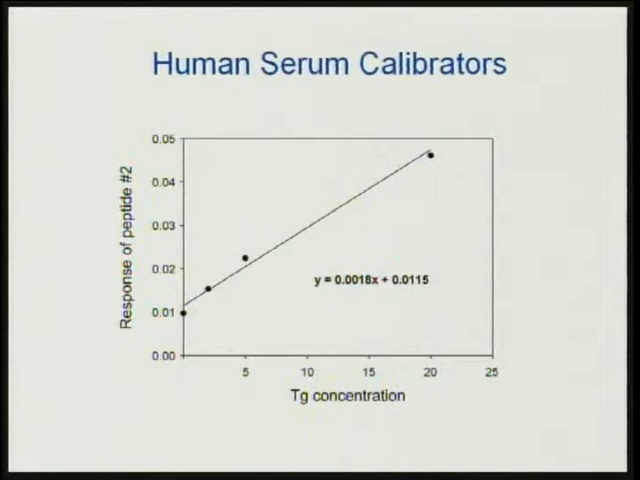 Human Serum Calibrators
0.05
0.04
0.03
0.02
0.01
0.00
Response of peptide #2
y = 0.0018x + 0.0115
5 10 15 20 25
Tg concentration